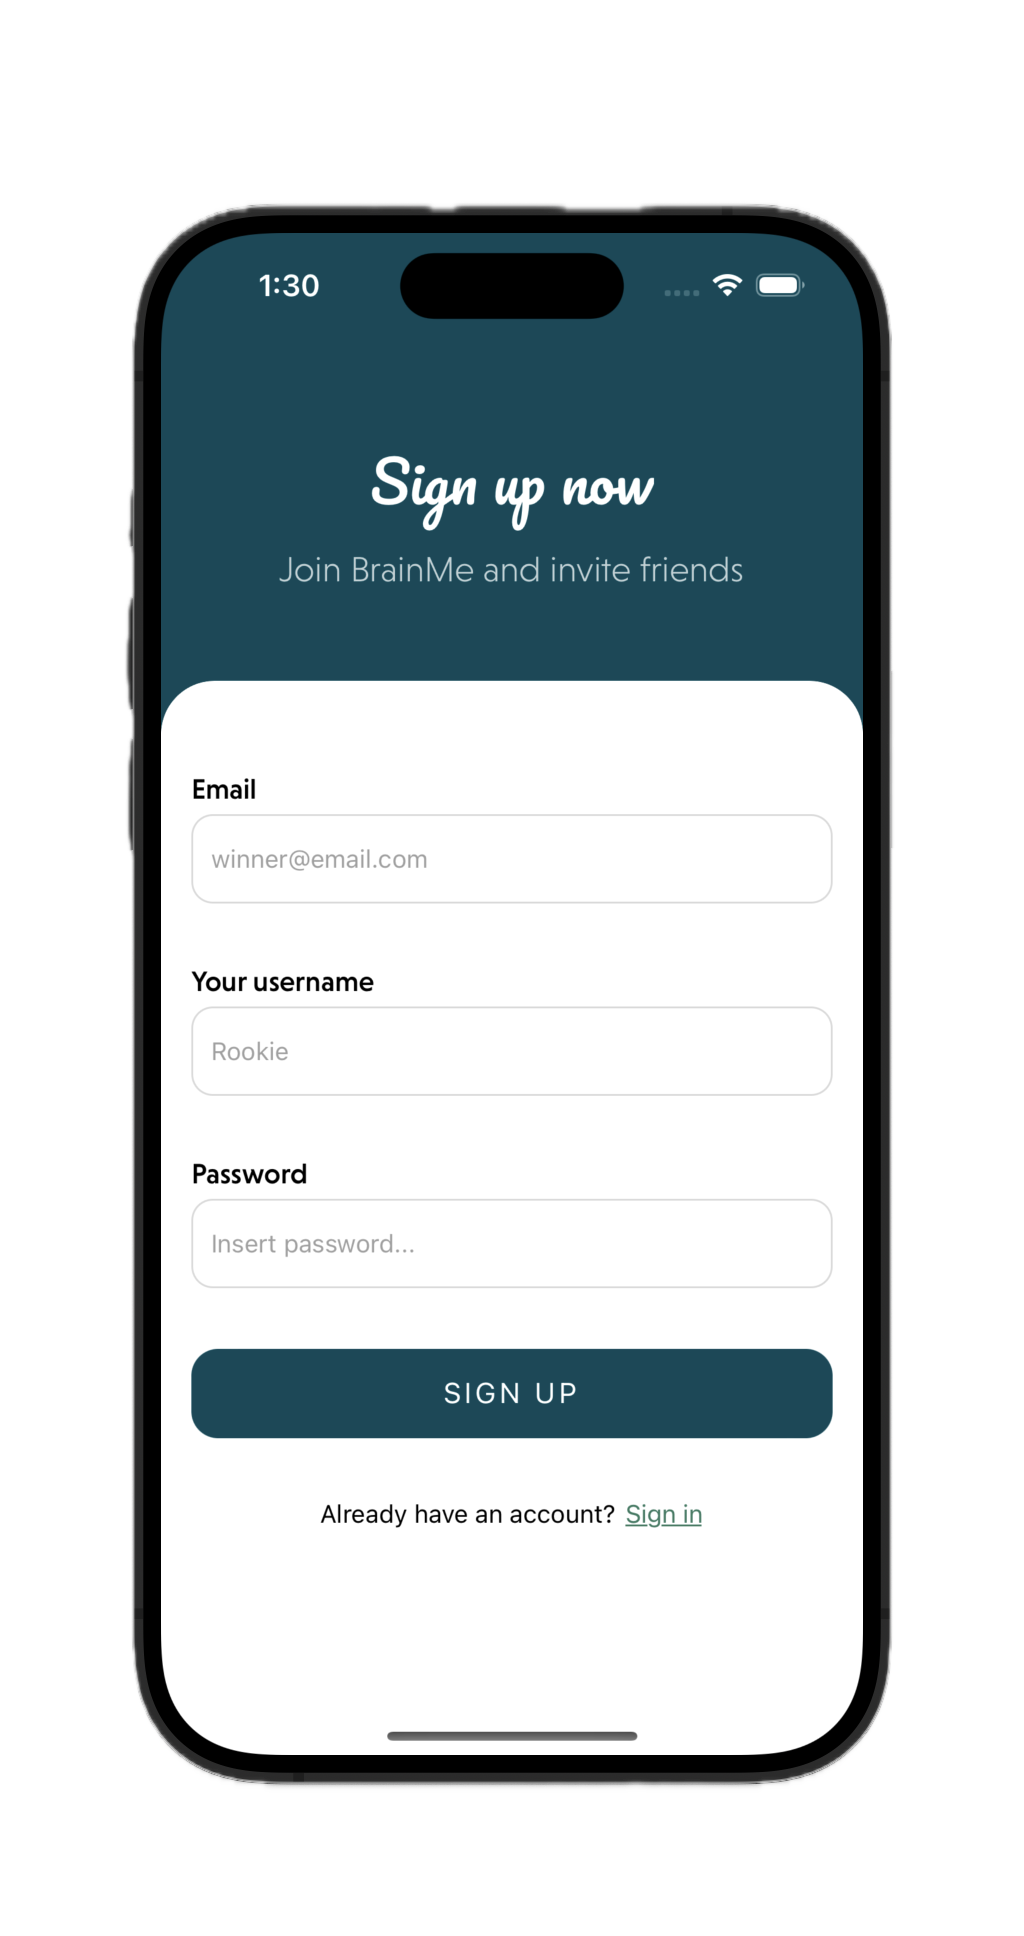 1:30
Sign up now
Join BrainMe and invite friends
Email
winner@email.com
Your username
Rookie
Password
Insert password...
SIGN UP
Already have an account? Sign in